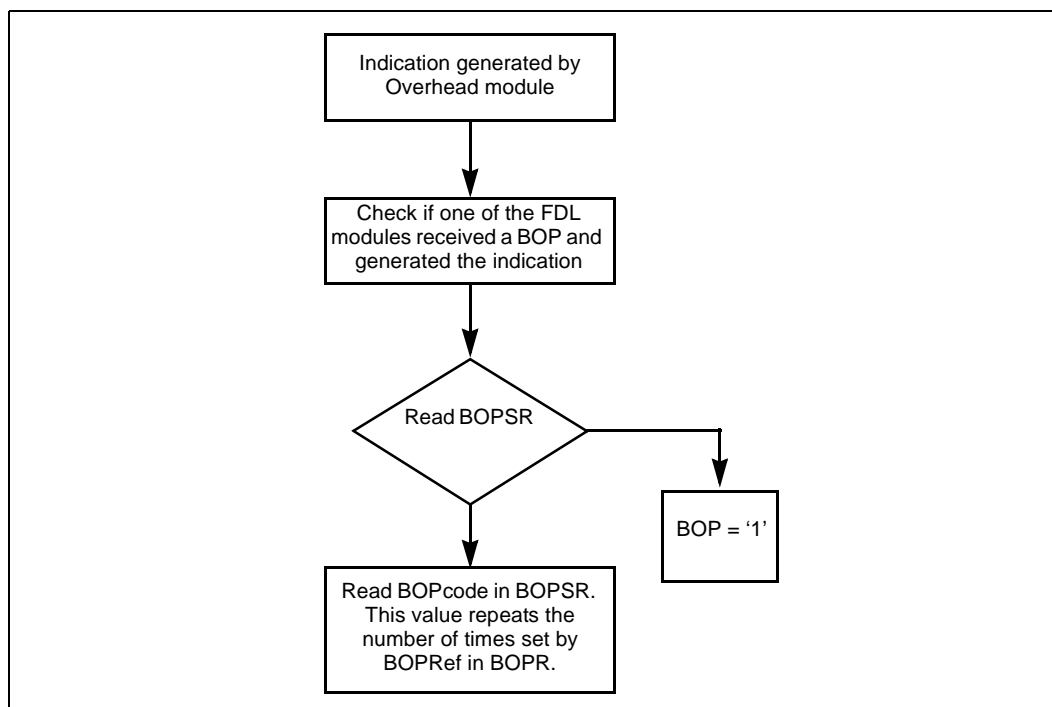 Indication generated by
Overhead module
Check if one of the FDL
modules received a BOP and
generated the indication
Read BOPSR
BOP = ‘1’
Read BOPcode in BOPSR.
This value repeats the
number of times set by
BOPRef in BOPR.